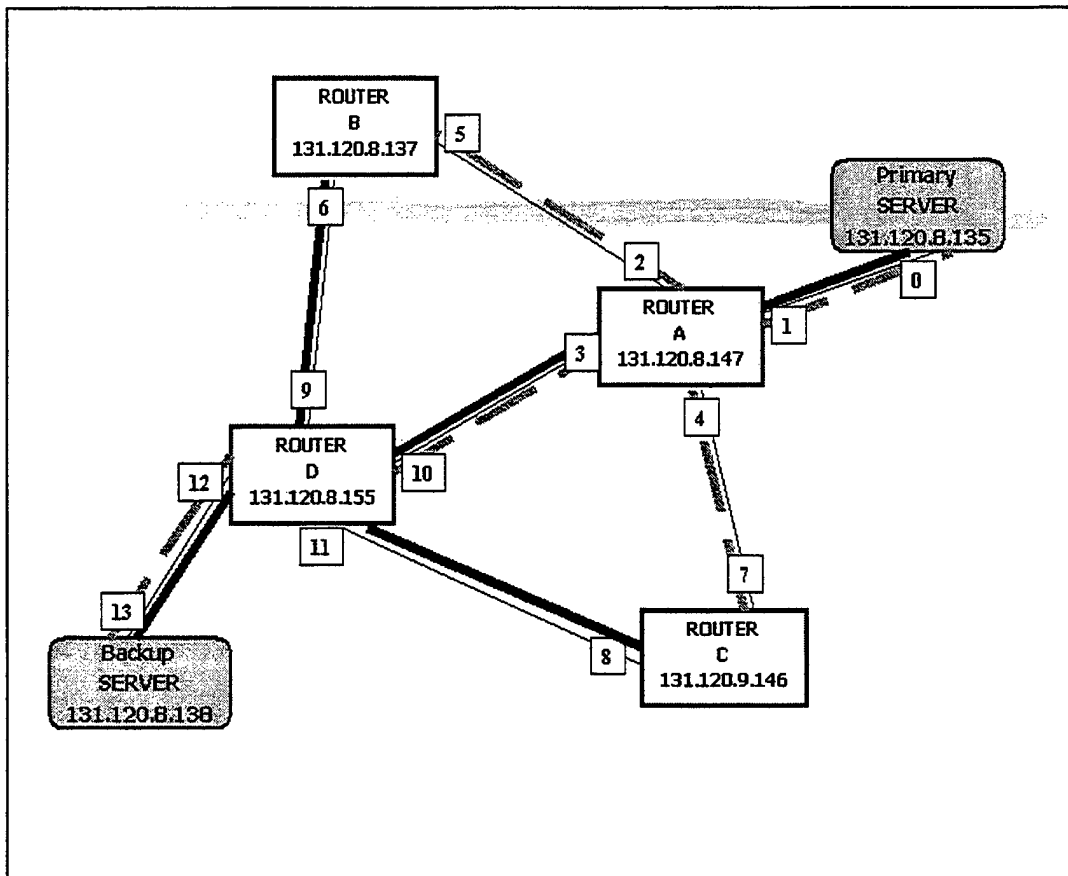 ROUTER
B
131.120.8.137
5
6
Primary
SERVER
131.120.8.135
0
2
1
ROUTER
A
131.120.8.147
3
4
9
ROUTER
D
131.120.8.155
10
12
11
7
13
8
ROUTER
C
131.120.9.146
Backup
SERVER
131.120.8.138